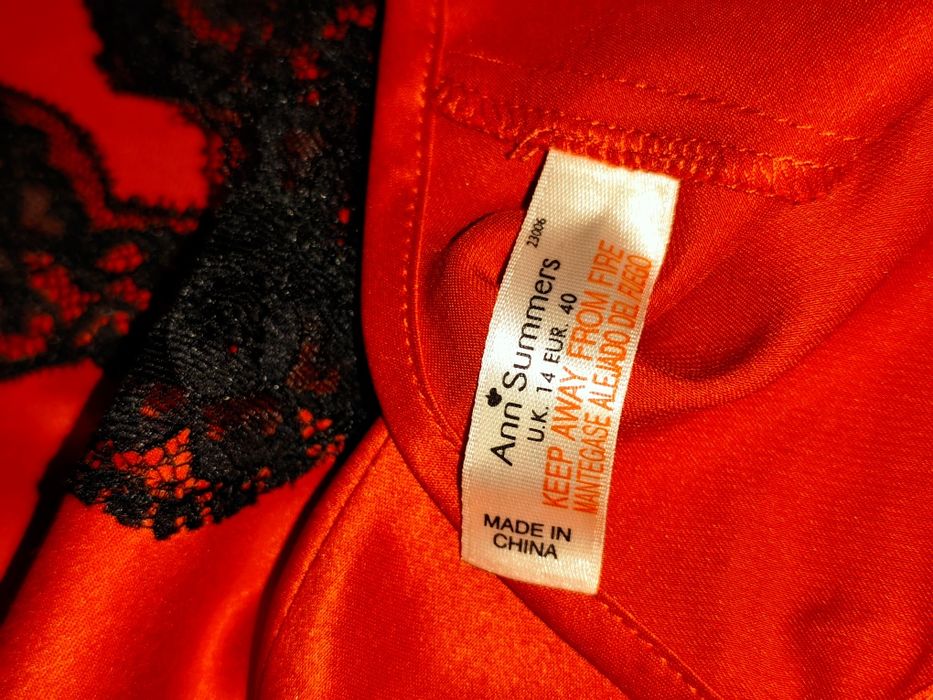 23006
Ann Summers
U.K. 14 EUR. 40
KEEP AWAY FROM FIRE
MANTEGASE ALEJADO DEL FUEGO
MADE IN
CHINA